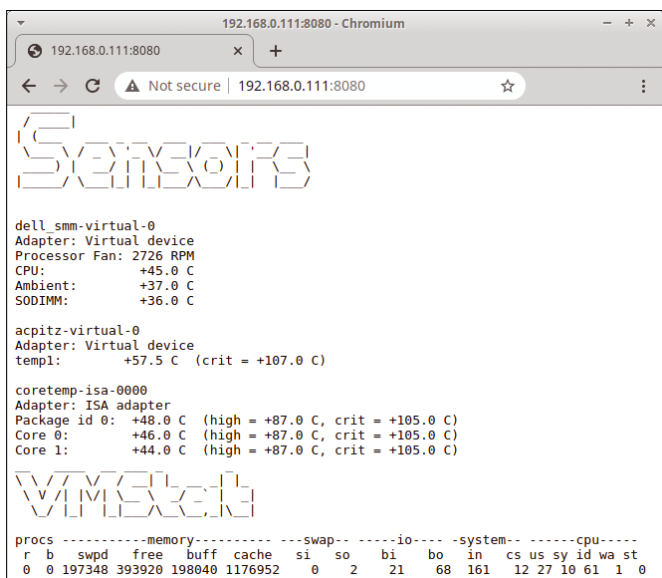 192.168.0.111:8080 - Chromium
192.168.0.111:8080
Not secure | 192.168.0.111:8080
Sensors
dell_smm-virtual-0
Adapter: Virtual device
Processor Fan: 2726 RPM
CPU: +45.0 C
Ambient: +37.0 C
SODIMM: +36.0 C
acpitz-virtual-0
Adapter: Virtual device
temp1: +57.5 C (crit = +107.0 C)
coretemp-isa-0000
Adapter: ISA adapter
Package id 0: +48.0 C (high = +87.0 C, crit = +105.0 C)
Core 0: +46.0 C (high = +87.0 C, crit = +105.0 C)
Core 1: +44.0 C (high = +87.0 C, crit = +105.0 C)
VMStat
procs -----------memory---------- ---swap-- -----io---- -system-- ------cpu-----
r b swpd free buff cache si so bi bo in cs us sy id wa st
0 0 197348 393920 198040 1176952 0 2 21 68 161 12 27 10 61 1 0